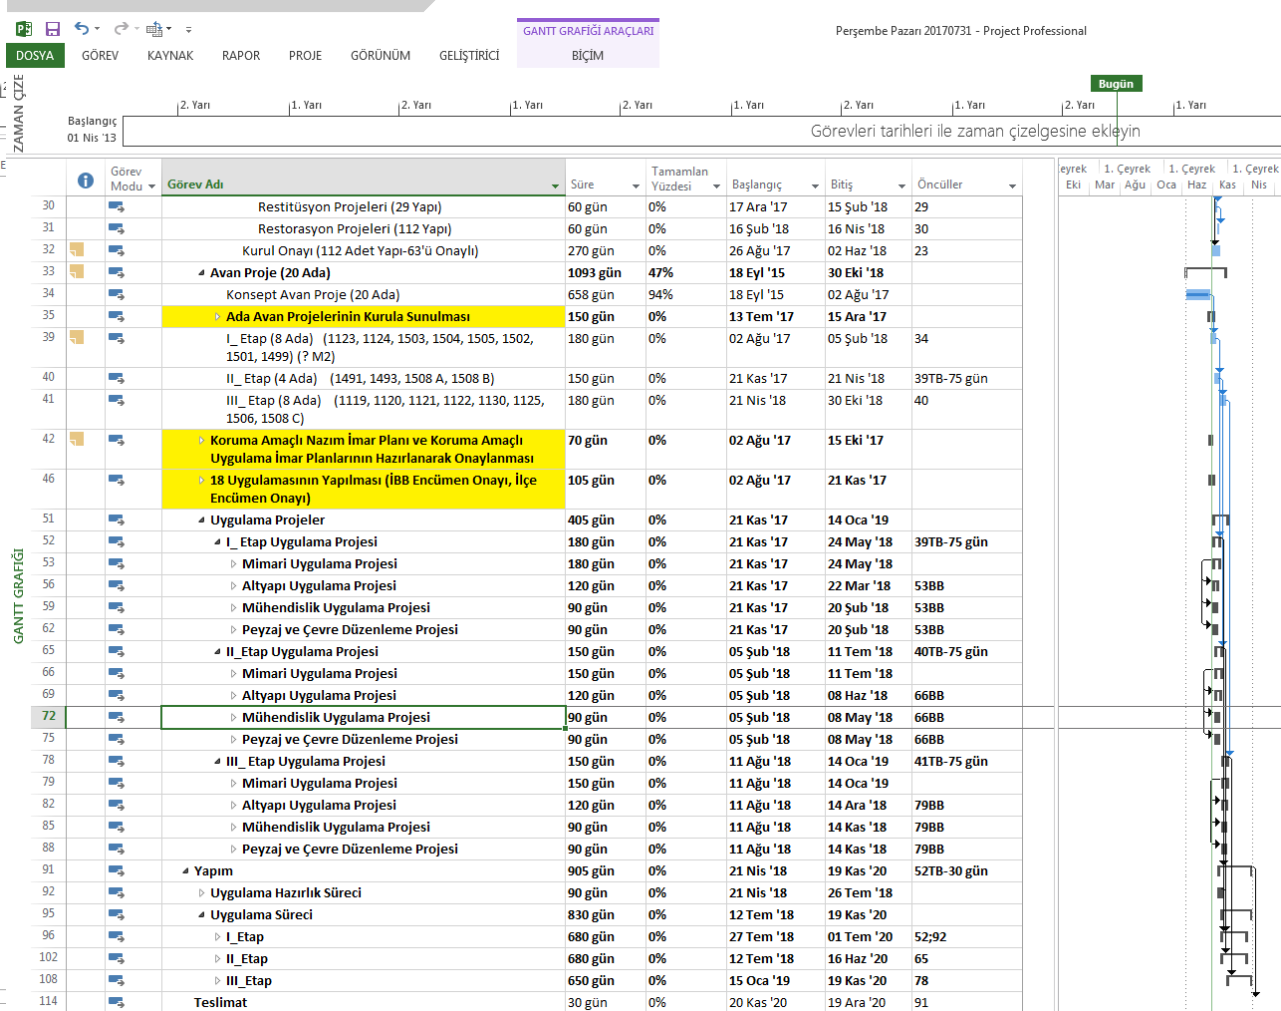 GANTT GRAFİĞİ ARAÇLARI
Perşembe Pazarı 20170731 - Project Professional
DOSYA GÖREV KAYNAK RAPOR PROJE GÖRÜNÜM GELİŞTİRİCİ BİÇİM
ZAMAN ÇİZE
Bugün
2. Yarı 1. Yarı 2. Yarı 1. Yarı 2. Yarı 1. Yarı 2. Yarı 1. Yarı 2. Yarı 1. Yarı
Başlangıç
01 Nis '13
Görevleri tarihleri ile zaman çizelgesine ekleyin
Görev Modu Görev Adı Süre Tamamlan Yüzdesi Başlangıç Bitiş Öncüller
eyrek 1. Çeyrek 1. Çeyrek 1. Çeyrek
Eki Mar Ağu Oca Haz Kas Nis
30 Restitüsyon Projeleri (29 Yapı) 60 gün 0% 17 Ara '17 15 Şub '18 29
31 Restorasyon Projeleri (112 Yapı) 60 gün 0% 16 Şub '18 16 Nis '18 30
32 Kurul Onayı (112 Adet Yapı-63'ü Onaylı) 270 gün 0% 26 Ağu '17 02 Haz '18 23
33 Avan Proje (20 Ada) 1093 gün 47% 18 Eyl '15 30 Eki '18
34 Konsept Avan Proje (20 Ada) 658 gün 94% 18 Eyl '15 02 Ağu '17
35 Ada Avan Projelerinin Kurula Sunulması 150 gün 0% 13 Tem '17 15 Ara '17
39 I_ Etap (8 Ada) (1123, 1124, 1503, 1504, 1505, 1502, 180 gün 0% 02 Ağu '17 05 Şub '18 34
1501, 1499) (? M2)
40 II_ Etap (4 Ada) (1491, 1493, 1508 A, 1508 B) 150 gün 0% 21 Kas '17 21 Nis '18 39TB-75 gün
41 III_ Etap (8 Ada) (1119, 1120, 1121, 1122, 1130, 1125, 180 gün 0% 21 Nis '18 30 Eki '18 40
1506, 1508 C)
42 Koruma Amaçlı Nazım İmar Planı ve Koruma Amaçlı 70 gün 0% 02 Ağu '17 15 Eki '17
Uygulama İmar Planlarının Hazırlanarak Onaylanması
46 18 Uygulamasının Yapılması (İBB Encümen Onayı, İlçe 105 gün 0% 02 Ağu '17 21 Kas '17
Encümen Onayı)
51 Uygulama Projeler 405 gün 0% 21 Kas '17 14 Oca '19
52 I_ Etap Uygulama Projesi 180 gün 0% 21 Kas '17 24 May '18 39TB-75 gün
53 Mimari Uygulama Projesi 180 gün 0% 21 Kas '17 24 May '18
56 Altyapı Uygulama Projesi 120 gün 0% 21 Kas '17 22 Mar '18 53BB
59 Mühendislik Uygulama Projesi 90 gün 0% 21 Kas '17 20 Şub '18 53BB
62 Peyzaj ve Çevre Düzenleme Projesi 90 gün 0% 21 Kas '17 20 Şub '18 53BB
65 II_Etap Uygulama Projesi 150 gün 0% 05 Şub '18 11 Tem '18 40TB-75 gün
66 Mimari Uygulama Projesi 150 gün 0% 05 Şub '18 11 Tem '18
69 Altyapı Uygulama Projesi 120 gün 0% 05 Şub '18 08 Haz '18 66BB
72 Mühendislik Uygulama Projesi 90 gün 0% 05 Şub '18 08 May '18 66BB
75 Peyzaj ve Çevre Düzenleme Projesi 90 gün 0% 05 Şub '18 08 May '18 66BB
78 III_ Etap Uygulama Projesi 150 gün 0% 11 Ağu '18 14 Oca '19 41TB-75 gün
79 Mimari Uygulama Projesi 150 gün 0% 11 Ağu '18 14 Oca '19
82 Altyapı Uygulama Projesi 120 gün 0% 11 Ağu '18 14 Ara '18 79BB
85 Mühendislik Uygulama Projesi 90 gün 0% 11 Ağu '18 14 Kas '18 79BB
88 Peyzaj ve Çevre Düzenleme Projesi 90 gün 0% 11 Ağu '18 14 Kas '18 79BB
91 Yapım 905 gün 0% 21 Nis '18 19 Kas '20 52TB-30 gün
92 Uygulama Hazırlık Süreci 90 gün 0% 21 Nis '18 26 Tem '18
95 Uygulama Süreci 830 gün 0% 12 Tem '18 19 Kas '20
96 I_Etap 680 gün 0% 27 Tem '18 01 Tem '20 52;92
102 II_Etap 680 gün 0% 12 Tem '18 16 Haz '20 65
108 III_Etap 650 gün 0% 15 Oca '19 19 Kas '20 78
114 Teslimat 30 gün 0% 20 Kas '20 19 Ara '20 91
GANTT GRAFİĞİ